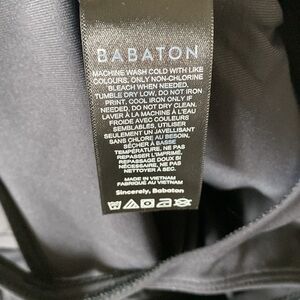 BABATON
MACHINE WASH COLD WITH LIKE
COLOURS, ONLY NON-CHLORINE
BLEACH WHEN NEEDED,
TUMBLE DRY LOW, DO NOT IRON
PRINT, COOL IRON ONLY IF
NEEDED, DO NOT DRY CLEAN.
LAVER À LA MACHINE À L'EAU
FROIDE AVEC COULEURS
SEMBLABLES, UTILISER
SEULEMENT UN JAVELLISANT
SANS CHLORE AU BESOIN,
SÉCHER À BASSE
TEMPÉRATURE, NE PAS
REPASSER L'IMPRIMÉ,
REPASSAGE DOUX SI
NÉCESSAIRE, NE PAS
NETTOYER À SEC.
MADE IN VIETNAM
FABRIQUÉ AU VIETNAM
Sincerely, Babaton